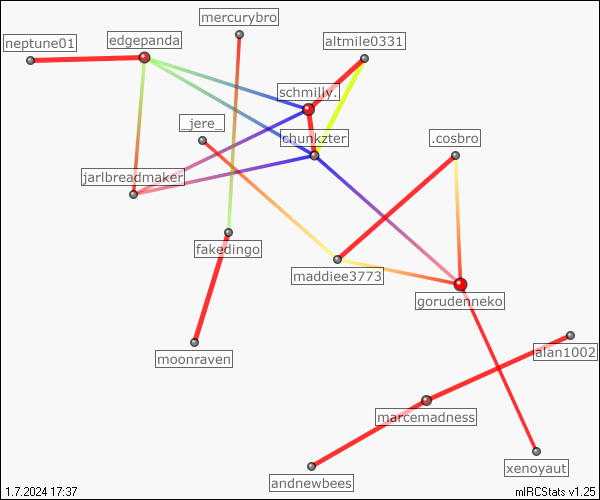 mercurybro
edgepanda
neptune01
altmile0331
schmilly.
_jere_
chunkzter
.cosbro
jarlbreadmaker
fakedingo
maddiee3773
gorudenneko
moonraven
alan1002
marcemadness
xenoyaut
andnewbees
1.7.2024 17:37
mIRCStats v1.25